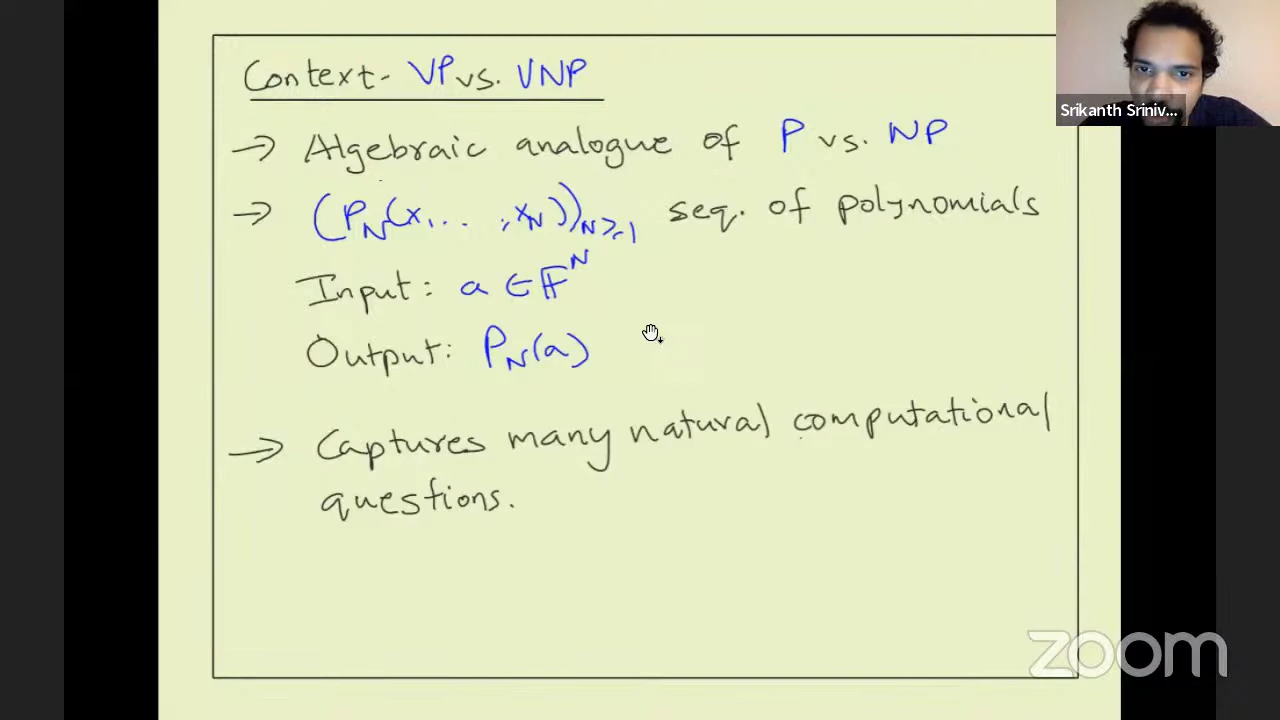 Context- VP vs. VNP
Srikanth Sriniv...
→ Algebraic analogue of P vs. NP
→ (P_N(x_1 ... , x_N))_{N≥1} seq. of polynomials
Input: a ∈ 𝔽^N
Output: P_N(a)
→ Captures many natural computational
questions.
zoom